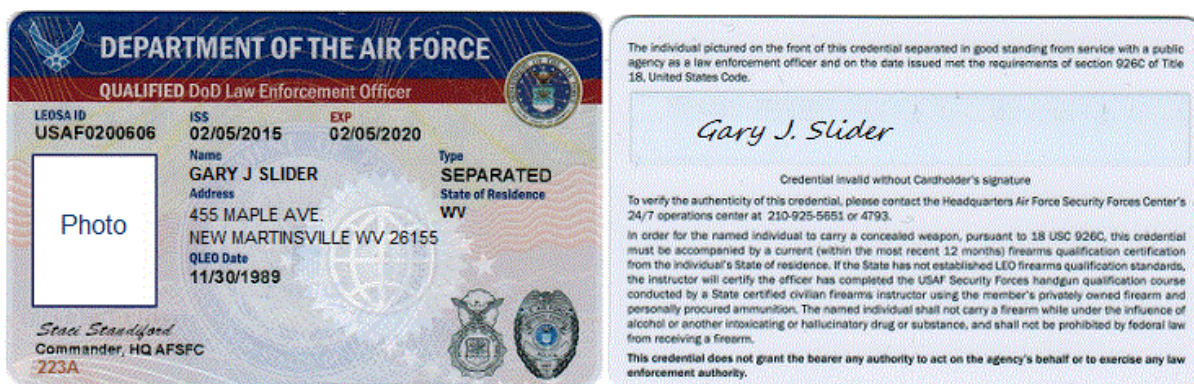 DEPARTMENT OF THE AIR FORCE
QUALIFIED DoD Law Enforcement Officer
LEOSA ID
USAF0200606
ISS
02/05/2015
EXP
02/05/2020
Name
GARY J SLIDER
Type
SEPARATED
Address
455 MAPLE AVE.
NEW MARTINSVILLE WV 26155
State of Residence
WV
QLEO Date
11/30/1989
Photo
Staci Standiford
Commander, HQ AFSFC
223A
The individual pictured on the front of this credential separated in good standing from service with a public
agency as a law enforcement officer and on the date issued met the requirements of section 926C of Title
18, United States Code.
Gary J. Slider
Credential invalid without Cardholder's signature
To verify the authenticity of this credential, please contact the Headquarters Air Force Security Forces Center's
24/7 operations center at 210-925-5651 or 4793.
In order for the named individual to carry a concealed weapon, pursuant to 18 USC 926C, this credential
must be accompanied by a current (within the most recent 12 months) firearms qualification certification
from the individual's State of residence. If the State has not established LEO firearms qualification standards,
the instructor will certify the officer has completed the USAF Security Forces handgun qualification course
conducted by a State certified civilian firearms instructor using the member's privately owned firearm and
personally procured ammunition. The named individual shall not carry a firearm while under the influence of
alcohol or another intoxicating or hallucinatory drug or substance, and shall not be prohibited by federal law
from receiving a firearm.
This credential does not grant the bearer any authority to act on the agency's behalf or to exercise any law
enforcement authority.